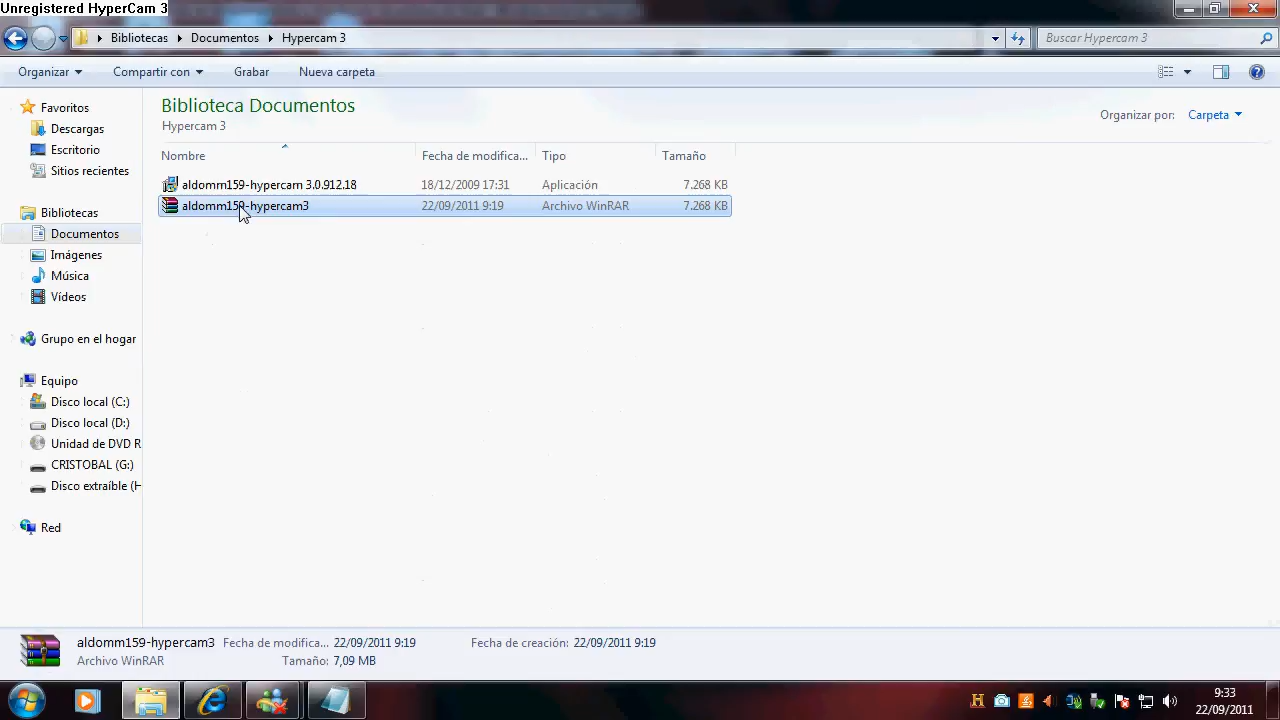 Unregistered HyperCam 3
Bibliotecas Documentos Hypercam 3
Buscar Hypercam 3
Organizar Compartir con Grabar Nueva carpeta
Favoritos
Descargas
Escritorio
Sitios recientes
Bibliotecas
Documentos
Imágenes
Música
Vídeos
Grupo en el hogar
Equipo
Disco local (C:)
Disco local (D:)
Unidad de DVD R
CRISTOBAL (G:)
Disco extraíble (H
Red
Biblioteca Documentos
Hypercam 3
Organizar por: Carpeta
Nombre Fecha de modifica... Tipo Tamaño
aldomm159-hypercam 3.0.912.18 18/12/2009 17:31 Aplicación 7.268 KB
aldomm159-hypercam3 22/09/2011 9:19 Archivo WinRAR 7.268 KB
aldomm159-hypercam3 Fecha de modifica... 22/09/2011 9:19 Fecha de creación: 22/09/2011 9:19
Archivo WinRAR Tamaño: 7,09 MB
9:33
22/09/2011